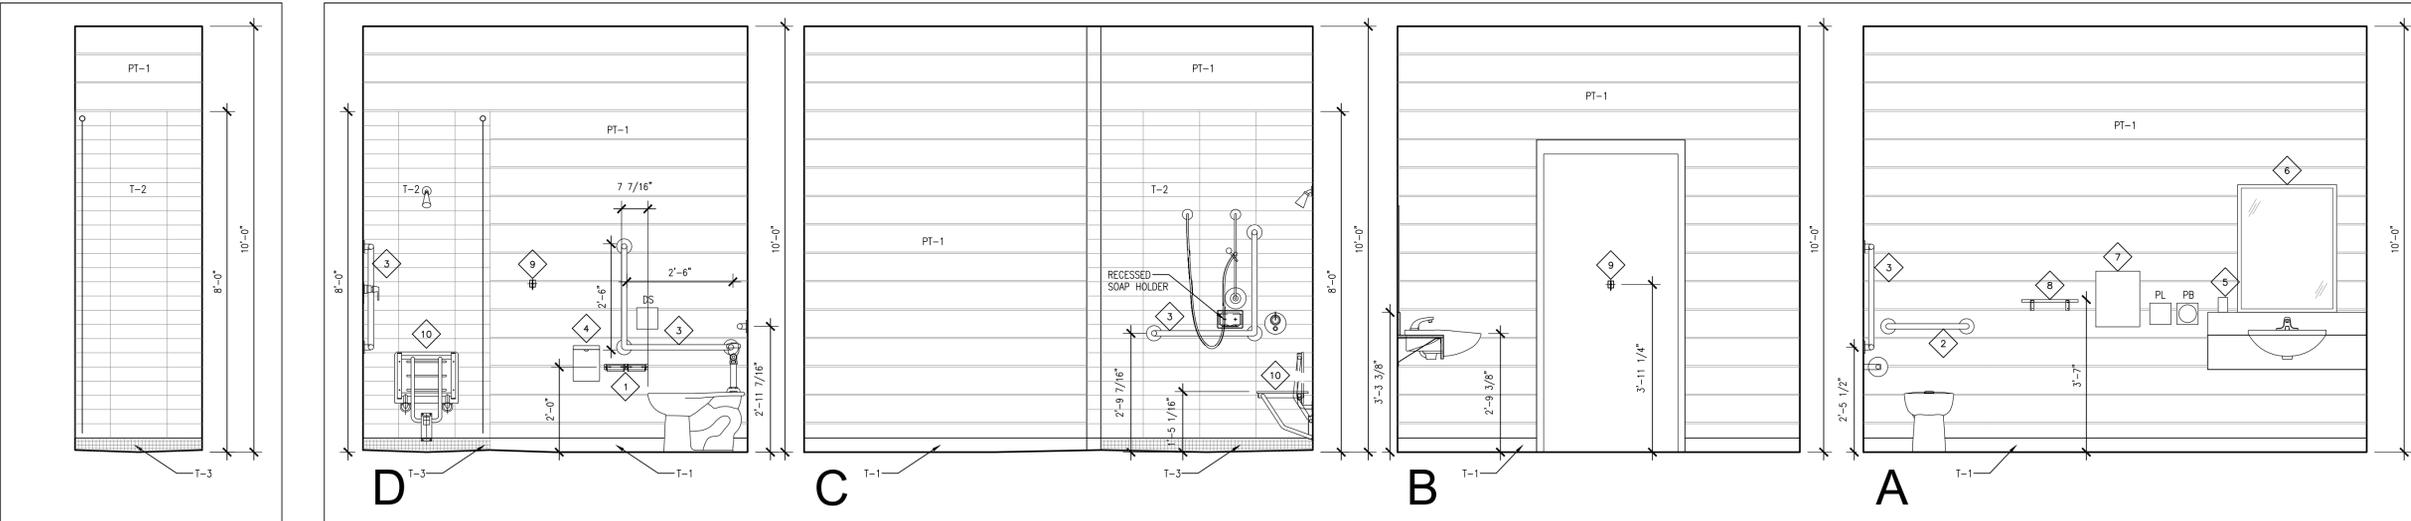 PT-1
T-2
8'-0"
10'-0"
T-3
8'-0"
PT-1
T-2
7 7/16"
3
9
2'-6"
2'-6"
DS
4
3
10
1
2'-0"
2'-11 7/16"
10'-0"
T-3
T-1
D
PT-1
PT-1
T-2
RECESSED
SOAP HOLDER
3
10
2'-9 7/16"
1'-5 1/16"
8'-0"
10'-0"
T-1
T-3
C
PT-1
9
3'-3 3/8"
2'-9 3/8"
3'-11 1/4"
10'-0"
T-1
B
PT-1
6
3
7
8
5
PL
PB
2
2'-5 1/2"
3'-7"
10'-0"
T-1
A